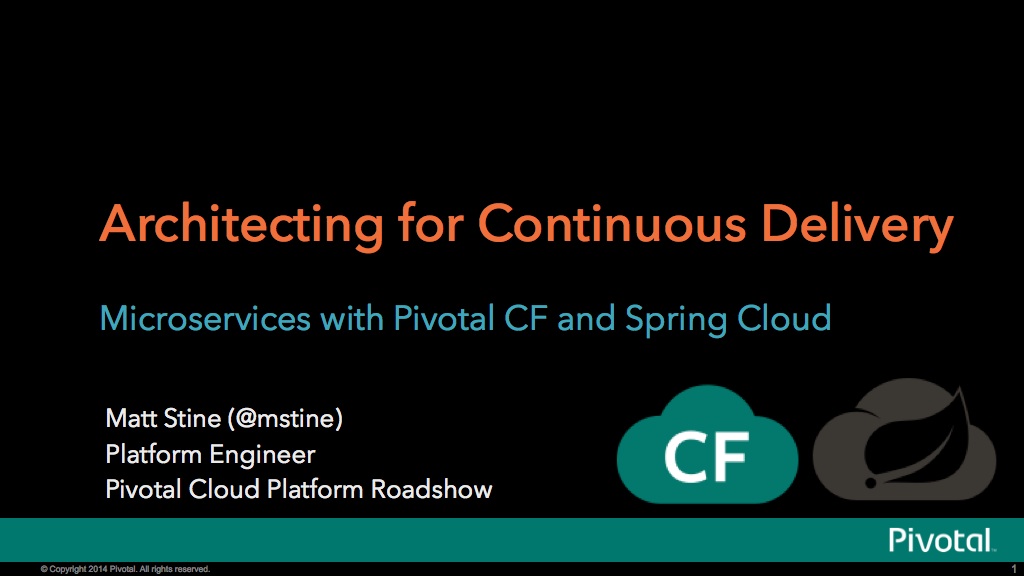 Architecting for Continuous Delivery
Microservices with Pivotal CF and Spring Cloud
Matt Stine (@mstine)
Platform Engineer
Pivotal Cloud Platform Roadshow
CF
Pivotal™
© Copyright 2014 Pivotal. All rights reserved.
1